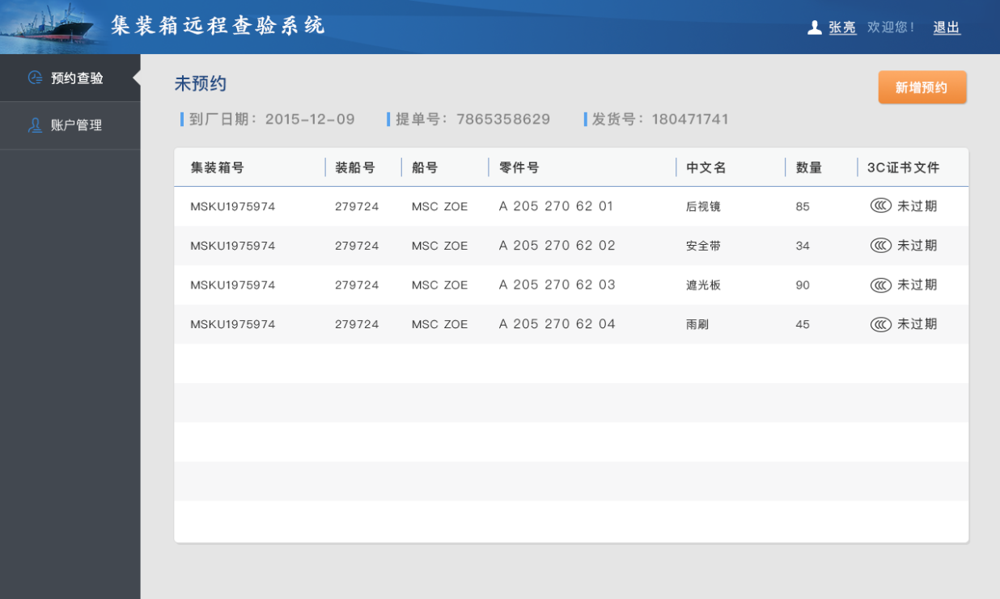 集装箱远程查验系统
张亮 欢迎您！ 退出
预约查验
账户管理
未预约
新增预约
到厂日期：2015-12-09 提单号：7865358629 发货号：180471741
集装箱号 装船号 船号 零件号 中文名 数量 3C证书文件
MSKU1975974 279724 MSC ZOE A 205 270 62 01 后视镜 85 未过期
MSKU1975974 279724 MSC ZOE A 205 270 62 02 安全带 34 未过期
MSKU1975974 279724 MSC ZOE A 205 270 62 03 遮光板 90 未过期
MSKU1975974 279724 MSC ZOE A 205 270 62 04 雨刷 45 未过期